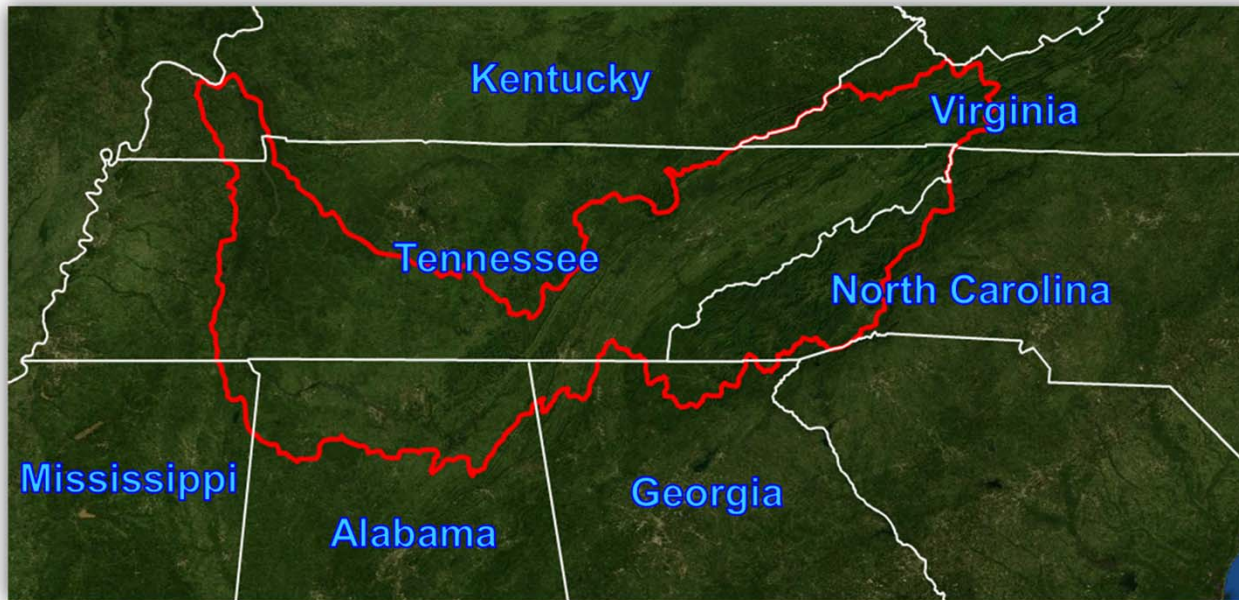 Kentucky
Virginia
Tennessee
North Carolina
Mississippi
Georgia
Alabama